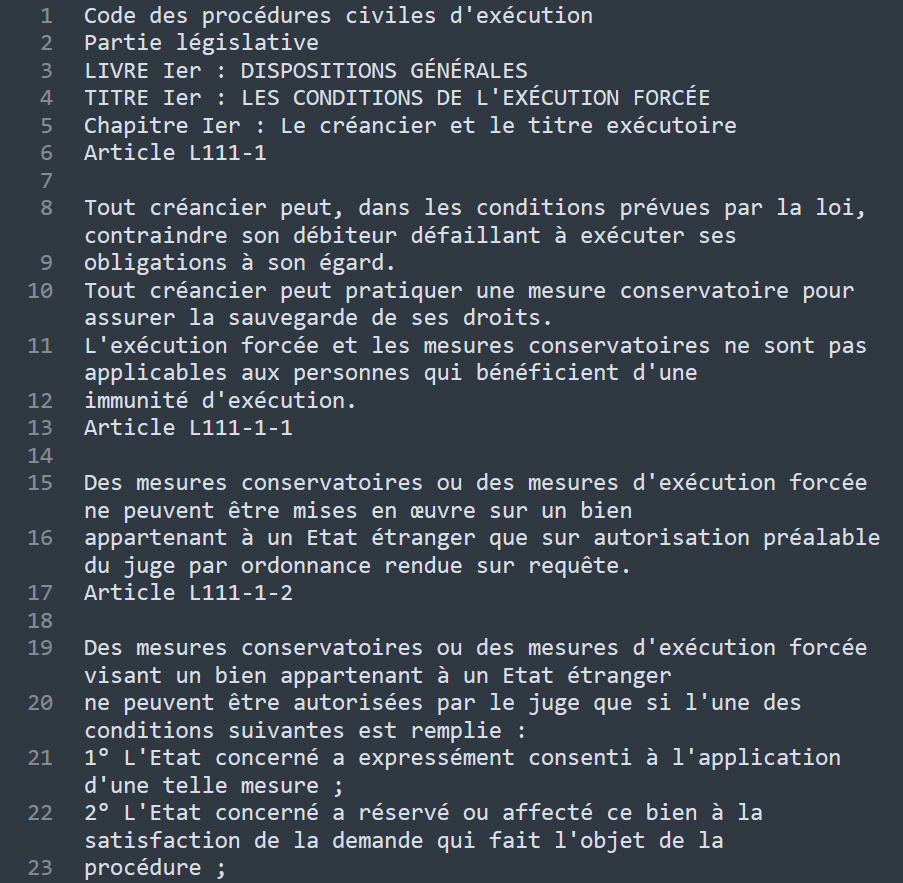 1 Code des procédures civiles d'exécution
2 Partie législative
3 LIVRE Ier : DISPOSITIONS GÉNÉRALES
4 TITRE Ier : LES CONDITIONS DE L'EXÉCUTION FORCÉE
5 Chapitre Ier : Le créancier et le titre exécutoire
6 Article L111-1
7
8 Tout créancier peut, dans les conditions prévues par la loi,
contraindre son débiteur défaillant à exécuter ses
9 obligations à son égard.
10 Tout créancier peut pratiquer une mesure conservatoire pour
assurer la sauvegarde de ses droits.
11 L'exécution forcée et les mesures conservatoires ne sont pas
applicables aux personnes qui bénéficient d'une
12 immunité d'exécution.
13 Article L111-1-1
14
15 Des mesures conservatoires ou des mesures d'exécution forcée
ne peuvent être mises en œuvre sur un bien
16 appartenant à un Etat étranger que sur autorisation préalable
du juge par ordonnance rendue sur requête.
17 Article L111-1-2
18
19 Des mesures conservatoires ou des mesures d'exécution forcée
visant un bien appartenant à un Etat étranger
20 ne peuvent être autorisées par le juge que si l'une des
conditions suivantes est remplie :
21 1° L'Etat concerné a expressément consenti à l'application
d'une telle mesure ;
22 2° L'Etat concerné a réservé ou affecté ce bien à la
satisfaction de la demande qui fait l'objet de la
23 procédure ;